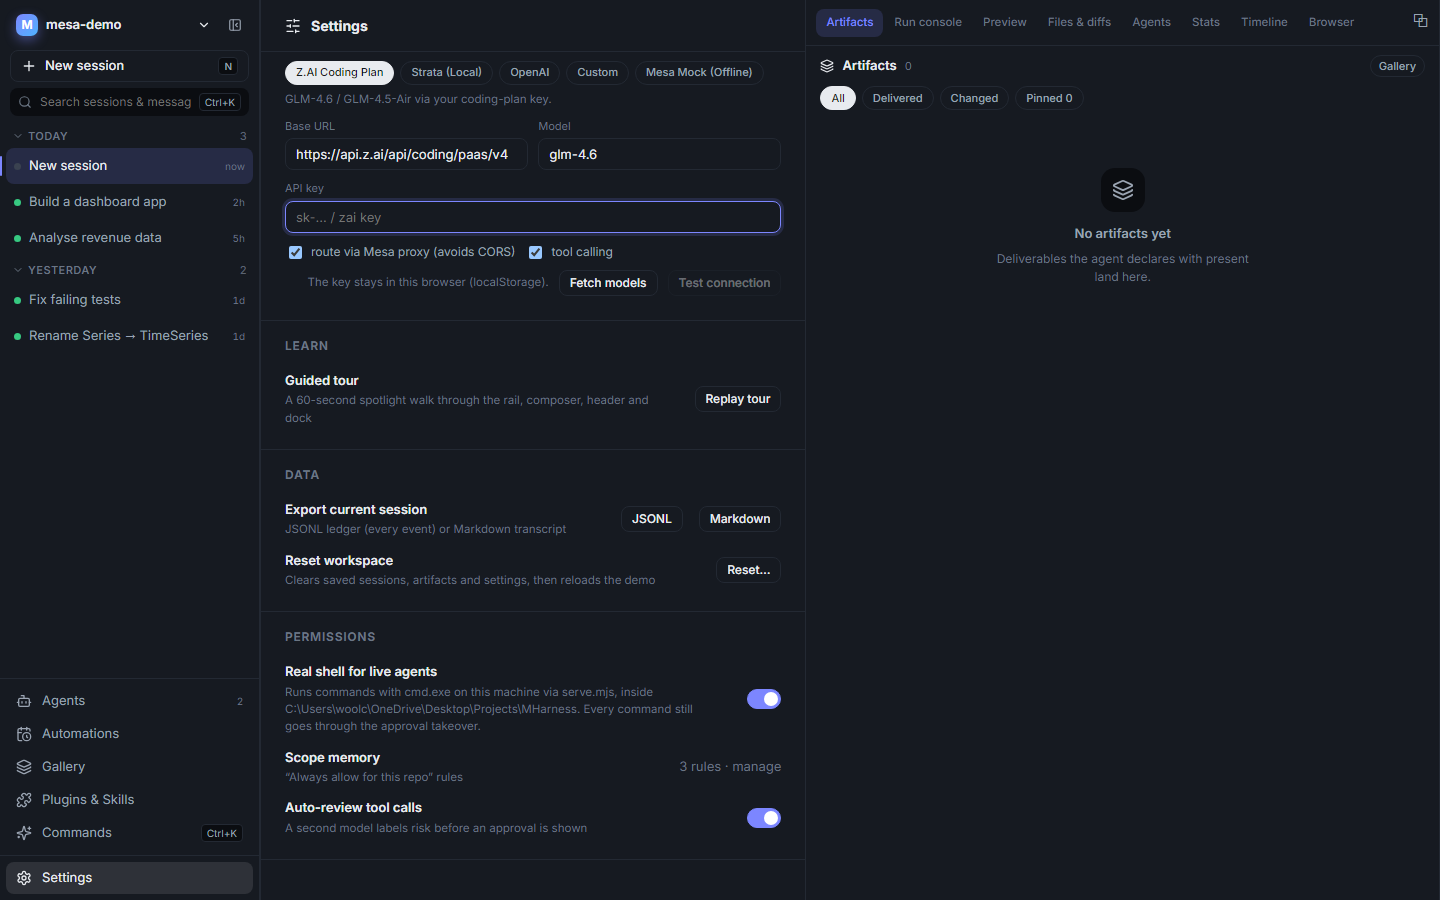 M mesa-demo
New session N
Search sessions & messag Ctrl+K
TODAY 3
New session now
Build a dashboard app 2h
Analyse revenue data 5h
YESTERDAY 2
Fix failing tests 1d
Rename Series → TimeSeries 1d
Agents 2
Automations
Gallery
Plugins & Skills
Commands Ctrl+K
Settings
Settings
Z.AI Coding Plan Strata (Local) OpenAI Custom Mesa Mock (Offline)
GLM-4.6 / GLM-4.5-Air via your coding-plan key.
Base URL Model
https://api.z.ai/api/coding/paas/v4 glm-4.6
API key
sk-... / zai key
route via Mesa proxy (avoids CORS) tool calling
The key stays in this browser (localStorage). Fetch models Test connection
LEARN
Guided tour
A 60-second spotlight walk through the rail, composer, header and
dock
Replay tour
DATA
Export current session
JSONL ledger (every event) or Markdown transcript
JSONL Markdown
Reset workspace
Clears saved sessions, artifacts and settings, then reloads the demo
Reset...
PERMISSIONS
Real shell for live agents
Runs commands with cmd.exe on this machine via serve.mjs, inside
C:\Users\woolc\OneDrive\Desktop\Projects\MHarness. Every command still
goes through the approval takeover.
Scope memory
"Always allow for this repo" rules
3 rules · manage
Auto-review tool calls
A second model labels risk before an approval is shown
Artifacts Run console Preview Files & diffs Agents Stats Timeline Browser
Artifacts 0 Gallery
All Delivered Changed Pinned 0
No artifacts yet
Deliverables the agent declares with present
land here.